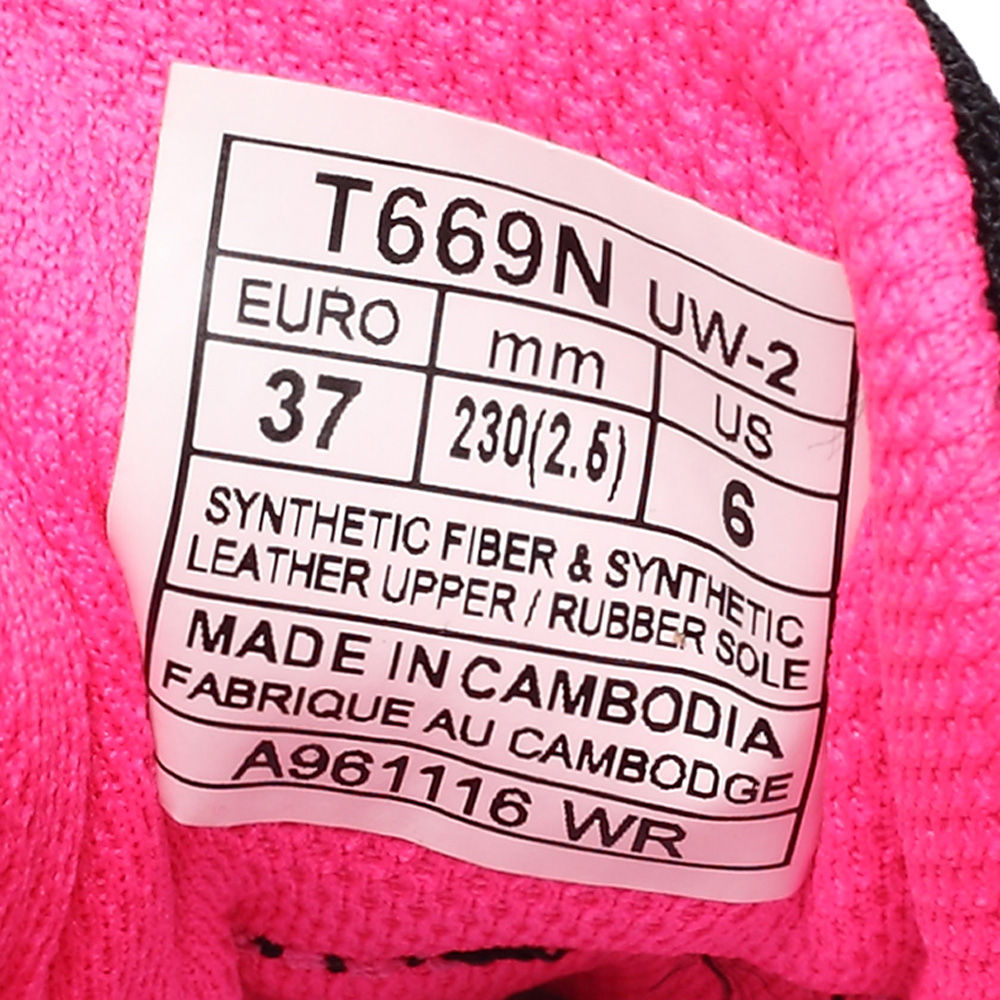 T669N UW-2
EURO mm US
37 230(2.5) 6
SYNTHETIC FIBER & SYNTHETIC
LEATHER UPPER / RUBBER SOLE
MADE IN CAMBODIA
FABRIQUE AU CAMBODGE
A961116 WR